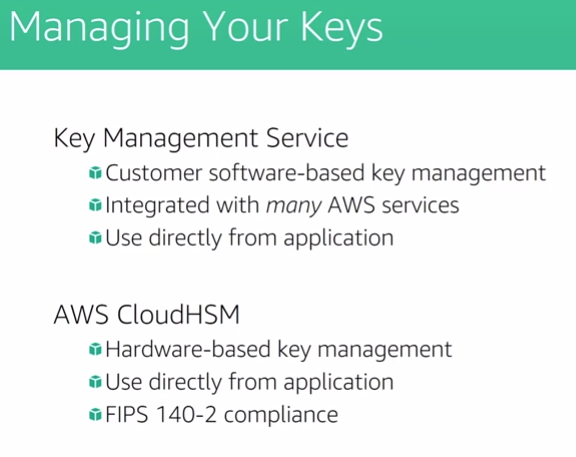 Managing Your Keys
Key Management Service
Customer software-based key management
Integrated with many AWS services
Use directly from application
AWS CloudHSM
Hardware-based key management
Use directly from application
FIPS 140-2 compliance